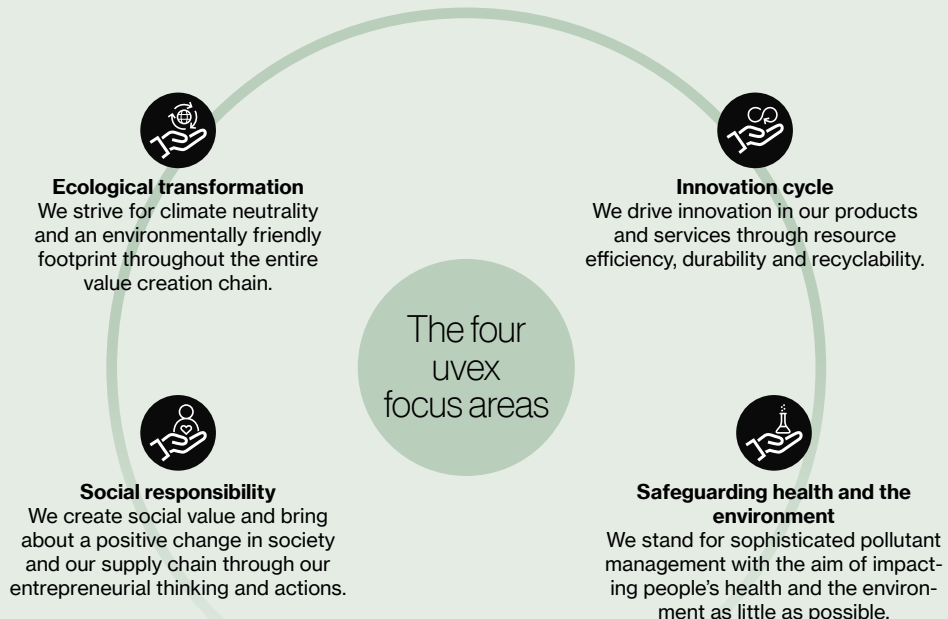 Ecological transformation
We strive for climate neutrality
and an environmentally friendly
footprint throughout the entire
value creation chain.
Innovation cycle
We drive innovation in our products
and services through resource
efficiency, durability and recyclability.
The four
uvex
focus areas
Social responsibility
We create social value and bring
about a positive change in society
and our supply chain through our
entrepreneurial thinking and actions.
Safeguarding health and the
environment
We stand for sophisticated pollutant
management with the aim of impact-
ing people's health and the environ-
ment as little as possible.